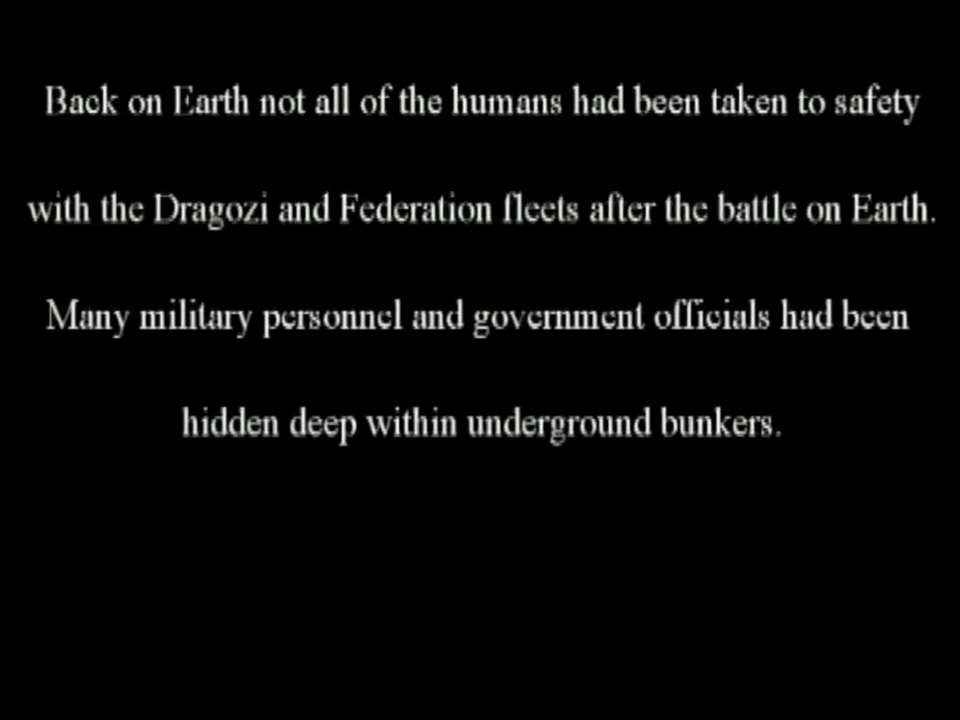 Back on Earth not all of the humans had been taken to safety
with the Dragozi and Federation fleets after the battle on Earth.
Many military personnel and government officials had been
hidden deep within underground bunkers.